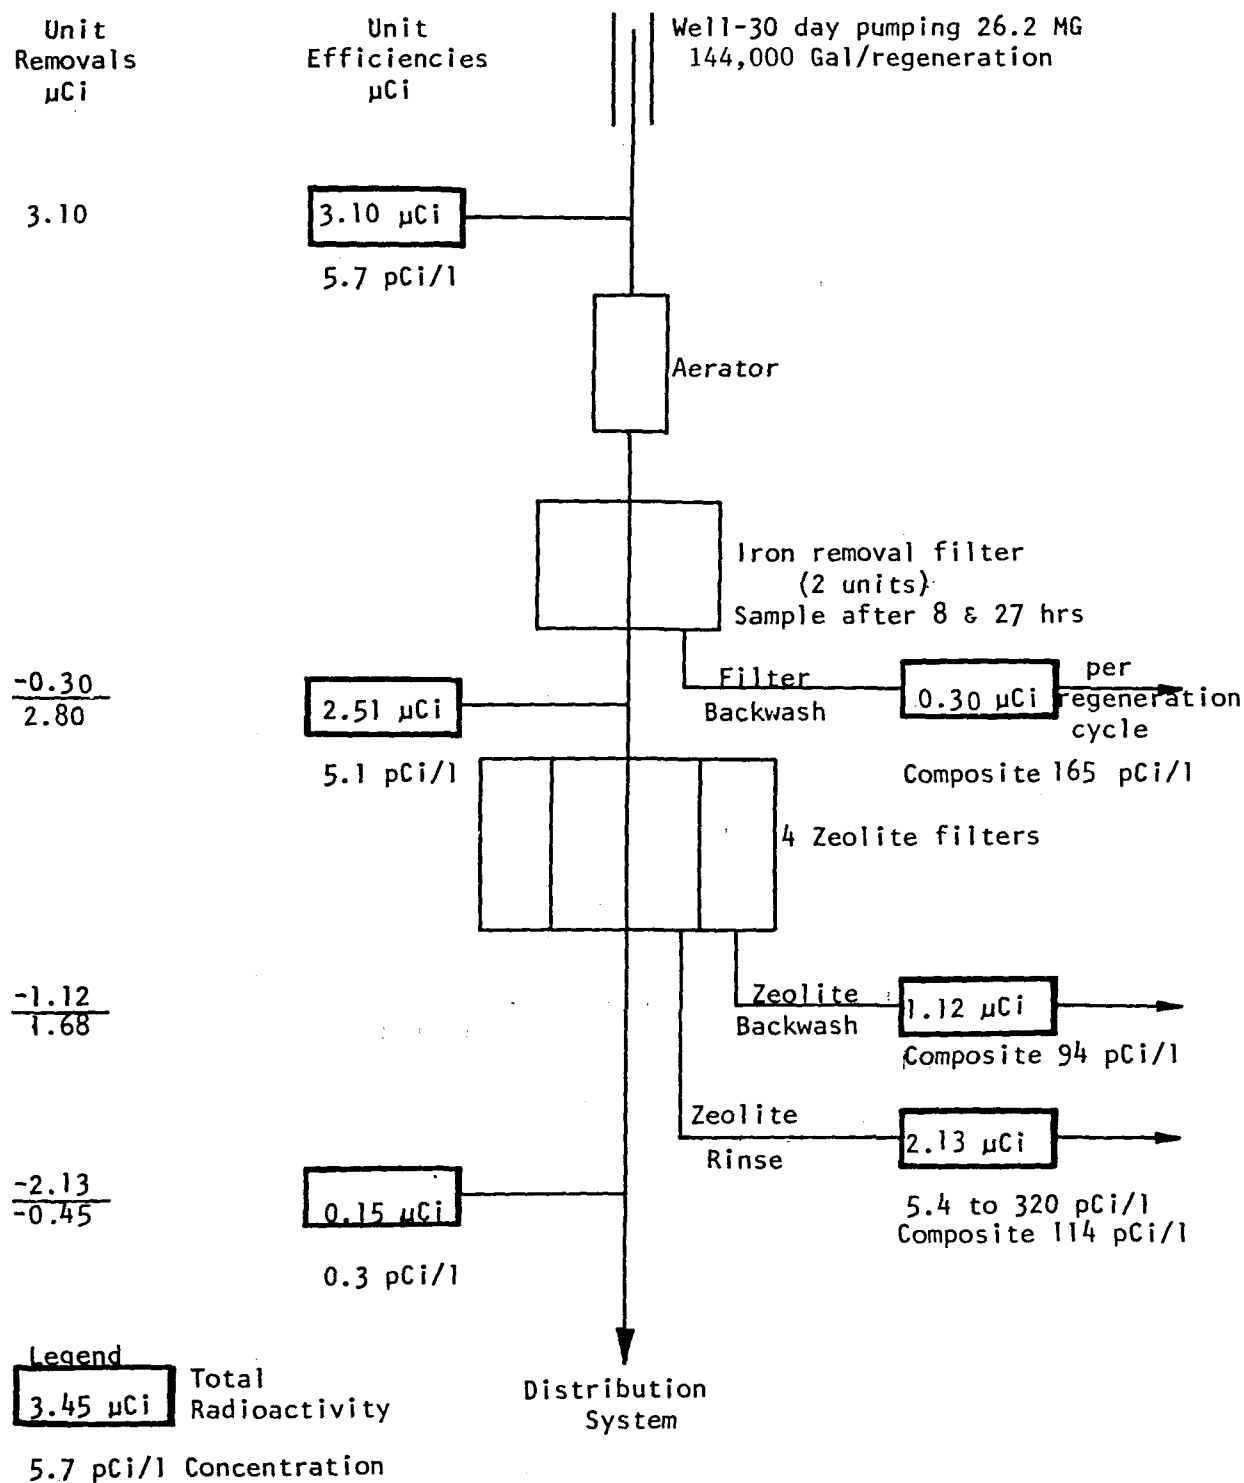 Unit
Removals
μCi
Unit
Efficiencies
μCi
Well-30 day pumping 26.2 MG
144,000 Gal/regeneration
3.10
3.10 μCi
5.7 pCi/l
Aerator
Iron removal filter
(2 units)
Sample after 8 & 27 hrs
-0.30
2.80
2.51 μCi
5.1 pCi/l
Filter
Backwash
0.30 μCi
per
regeneration
cycle
Composite 165 pCi/l
4 Zeolite filters
-1.12
1.68
Zeolite
Backwash
1.12 μCi
Composite 94 pCi/l
Zeolite
Rinse
2.13 μCi
5.4 to 320 pCi/l
Composite 114 pCi/l
-2.13
-0.45
0.15 μCi
0.3 pCi/l
Legend
3.45 μCi
Total
Radioactivity
5.7 pCi/l Concentration
Distribution
System